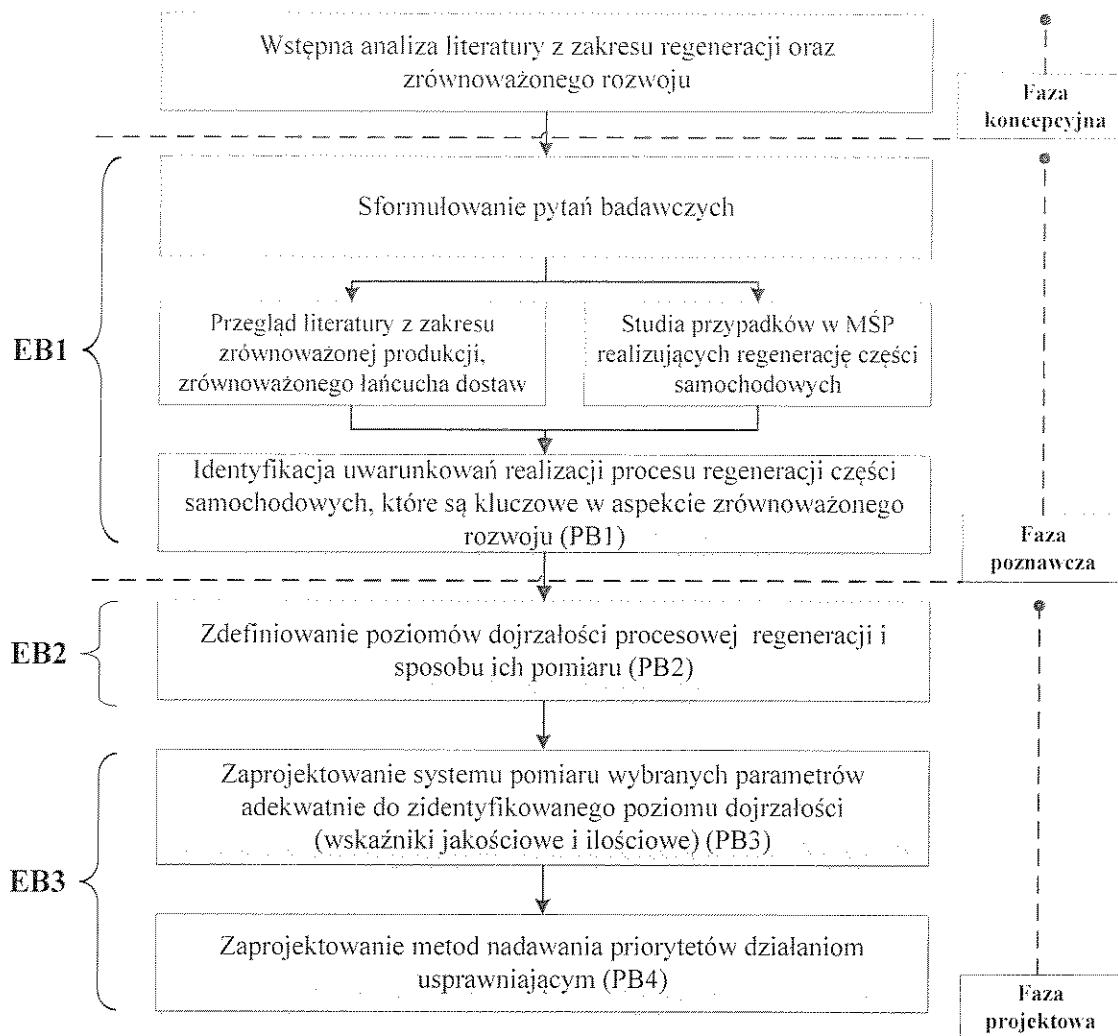 Wstępna analiza literatury z zakresu regeneracji oraz
zrównoważonego rozwoju
Faza
koncepcyjna
EB1
Sformułowanie pytań badawczych
Przegląd literatury z zakresu
zrównoważonej produkcji,
zrównoważonego łańcucha dostaw
Studia przypadków w MŚP
realizujących regenerację części
samochodowych
Identyfikacja uwarunkowań realizacji procesu regeneracji części
samochodowych, które są kluczowe w aspekcie zrównoważonego
rozwoju (PB1)
Faza
poznawcza
EB2
Zdefiniowanie poziomów dojrzałości procesowej regeneracji i
sposobu ich pomiaru (PB2)
EB3
Zaprojektowanie systemu pomiaru wybranych parametrów
adekwatnie do zidentyfikowanego poziomu dojrzałości
(wskaźniki jakościowe i ilościowe) (PB3)
Zaprojektowanie metod nadawania priorytetów działaniom
usprawniającym (PB4)
Faza
projektowa